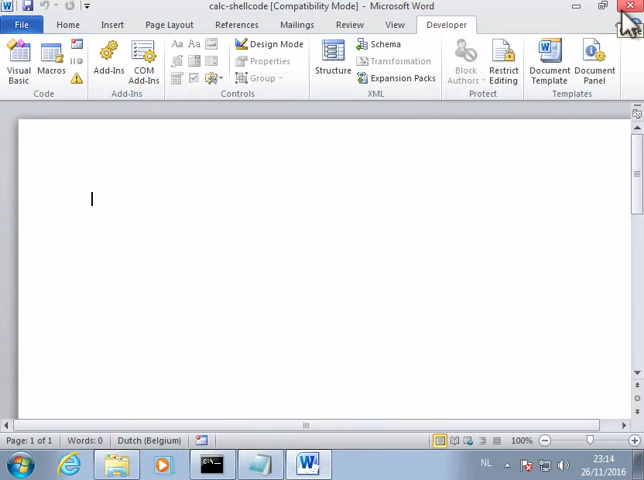 calc-shellcode [Compatibility Mode] - Microsoft Word
File Home Insert Page Layout References Mailings Review View Developer
Visual Basic
Macros
Code
Add-Ins
COM Add-Ins
Add-Ins
Design Mode
Properties
Group
Controls
Structure
Schema
Transformation
Expansion Packs
XML
Block Authors
Restrict Editing
Protect
Document Template
Document Panel
Templates
Page: 1 of 1 Words: 0 Dutch (Belgium) 100%
NL 23:14
26/11/2016